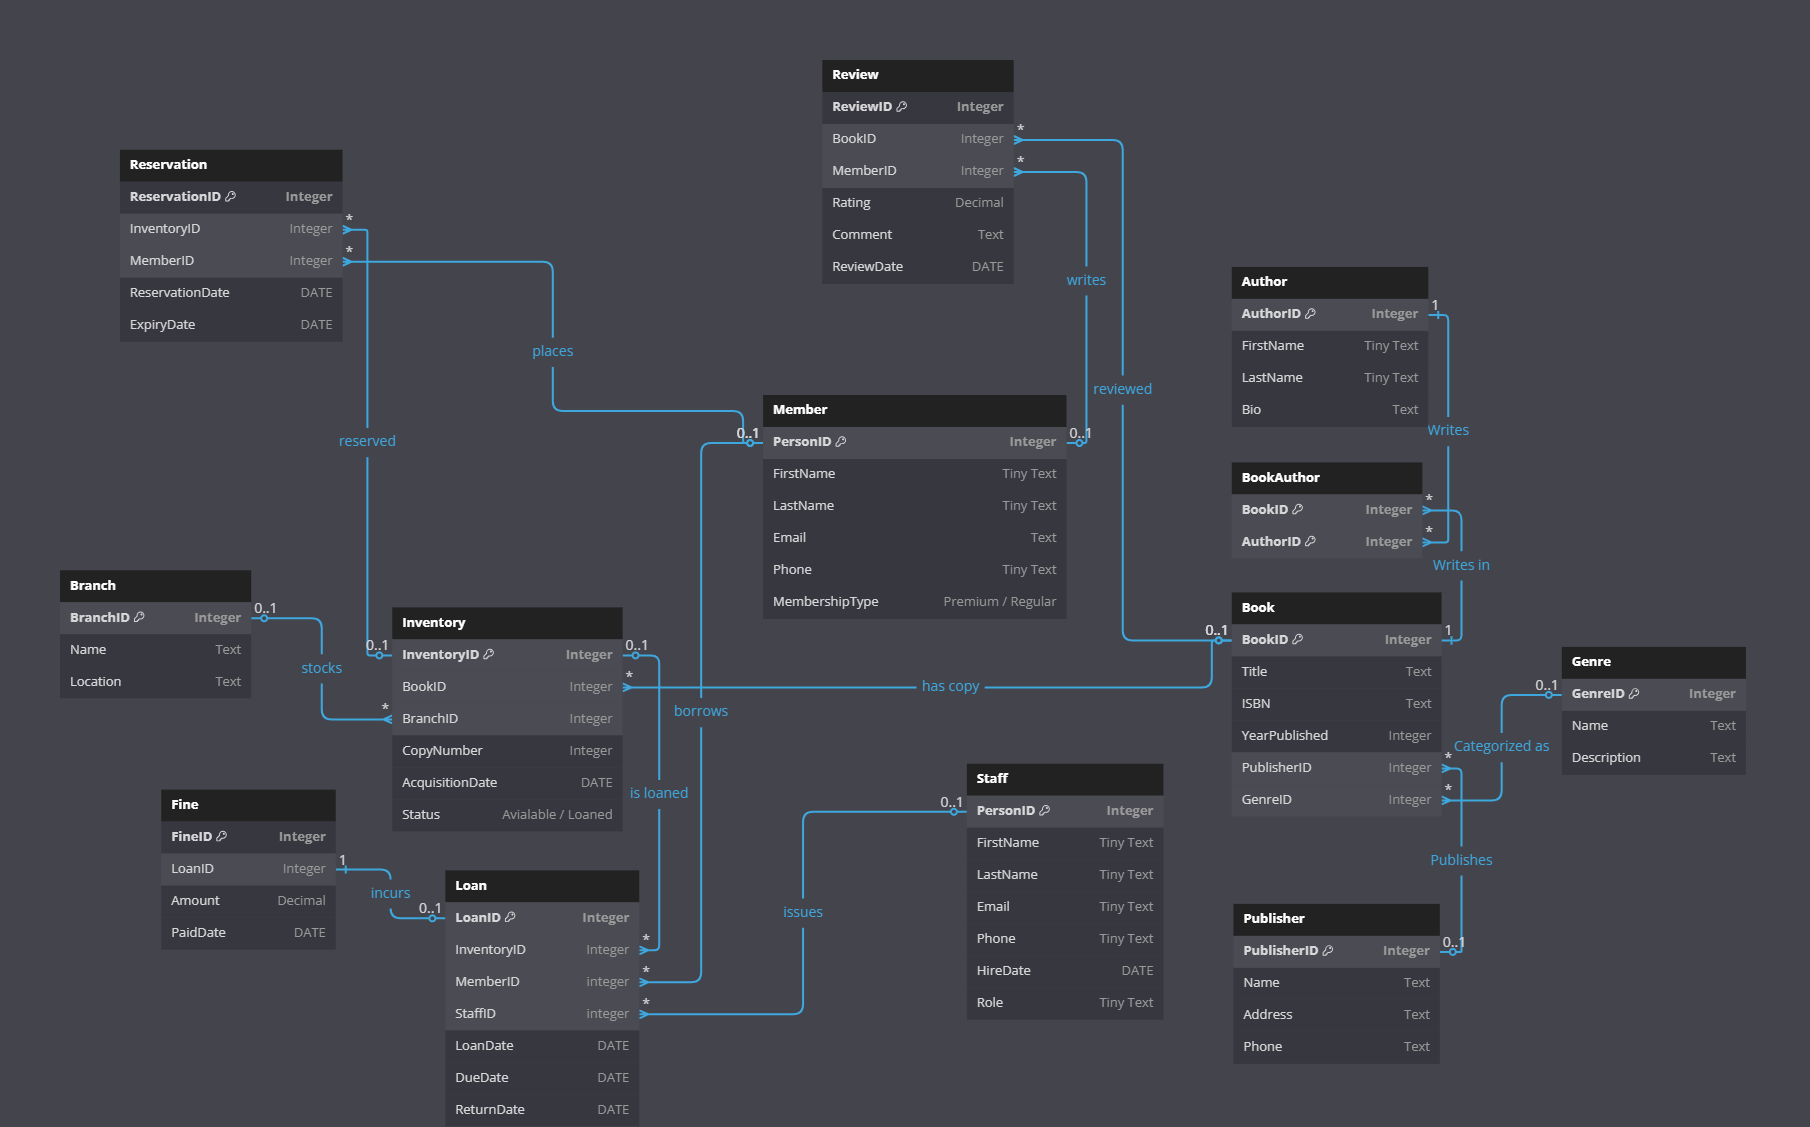 Review
ReviewID Integer
BookID Integer *
MemberID Integer *
Rating Decimal
Comment Text
ReviewDate DATE
Reservation
ReservationID Integer
InventoryID Integer *
MemberID Integer *
ReservationDate DATE
ExpiryDate DATE
writes
places
reviewed
reserved
Author
AuthorID Integer 1
FirstName Tiny Text
LastName Tiny Text
Bio Text
Writes
Member
0..1 PersonID Integer 0..1
FirstName Tiny Text
LastName Tiny Text
Email Text
Phone Tiny Text
MembershipType Premium / Regular
BookAuthor
BookID Integer *
AuthorID Integer *
Writes in
Branch
BranchID Integer 0..1
Name Text
Location Text
stocks
Inventory
0..1 InventoryID Integer 0..1
BookID Integer *
* BranchID Integer
CopyNumber Integer
AcquisitionDate DATE
Status Avialable / Loaned
has copy
borrows
is loaned
Book
0..1 BookID Integer 1
Title Text
ISBN Text
YearPublished Integer
PublisherID Integer *
GenreID Integer *
Categorized as
Genre
0..1 GenreID Integer
Name Text
Description Text
Publishes
Fine
FineID Integer
LoanID Integer 1
Amount Decimal
PaidDate DATE
incurs
Loan
0..1 LoanID Integer
InventoryID Integer *
MemberID integer *
StaffID integer *
LoanDate DATE
DueDate DATE
ReturnDate DATE
issues
Staff
0..1 PersonID Integer
FirstName Tiny Text
LastName Tiny Text
Email Tiny Text
Phone Tiny Text
HireDate DATE
Role Tiny Text
Publisher
PublisherID Integer 0..1
Name Text
Address Text
Phone Text